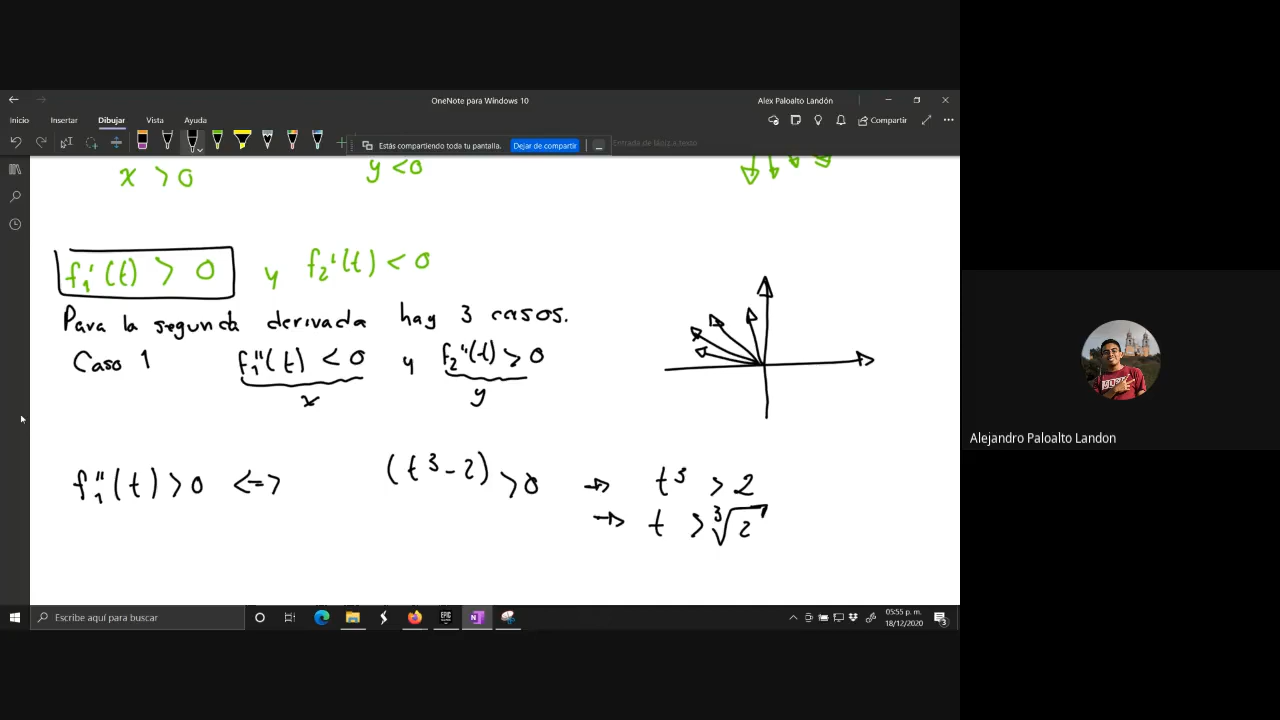 OneNote para Windows 10
Alex Paloalto Landón
Inicio Insertar Dibujar Vista Ayuda
Compartir
Estás compartiendo toda tu pantalla. Dejar de compartir
x > 0 y < 0
f₁'(t) > 0 y f₂'(t) < 0
Para la segunda derivada hay 3 casos.
Caso 1 f₁''(t) < 0 y f₂''(t) > 0
x y
f₁''(t) > 0 <=> (t³ - 2) > 0 → t³ > 2
→ t > ∛2
Alejandro Paloalto Landon
Escribe aquí para buscar
05:55 p. m.
18/12/2020
3